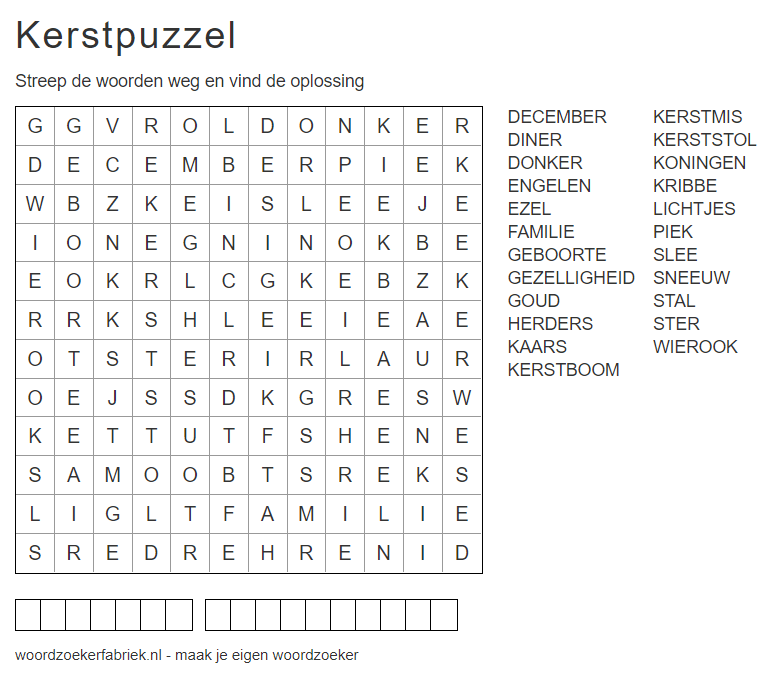 Kerstpuzzel
Streep de woorden weg en vind de oplossing
G G V R O L D O N K E R
D E C E M B E R P I E K
W B Z K E I S L E E J E
I O N E G N I N O K B E
E O K R L C G K E B Z K
R R K S H L E E I E A E
O T S T E R I R L A U R
O E J S S D K G R E S W
K E T T U T F S H E N E
S A M O O B T S R E K S
L I G L T F A M I L I E
S R E D R E H R E N I D
DECEMBER
DINER
DONKER
ENGELEN
EZEL
FAMILIE
GEBOORTE
GEZELLIGHEID
GOUD
HERDERS
KAARS
KERSTBOOM
KERSTMIS
KERSTSTOL
KONINGEN
KRIBBE
LICHTJES
PIEK
SLEE
SNEEUW
STAL
STER
WIEROOK
woordzoekerfabriek.nl - maak je eigen woordzoeker